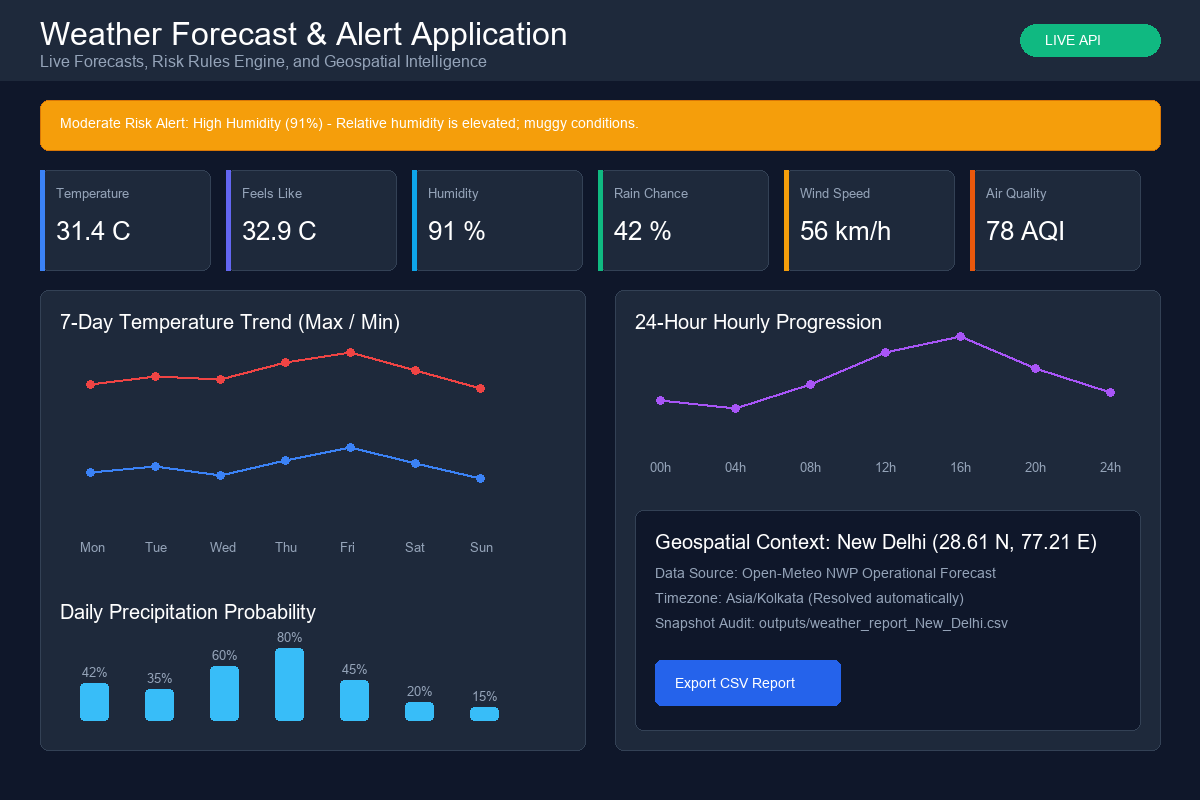 Weather Forecast & Alert Application
Live Forecasts, Risk Rules Engine, and Geospatial Intelligence
LIVE API
Moderate Risk Alert: High Humidity (91%) - Relative humidity is elevated; muggy conditions.
Temperature
31.4 C
Feels Like
32.9 C
Humidity
91 %
Rain Chance
42 %
Wind Speed
56 km/h
Air Quality
78 AQI
7-Day Temperature Trend (Max / Min)
Mon Tue Wed Thu Fri Sat Sun
Daily Precipitation Probability
42% 35% 60% 80% 45% 20% 15%
24-Hour Hourly Progression
00h 04h 08h 12h 16h 20h 24h
Geospatial Context: New Delhi (28.61 N, 77.21 E)
Data Source: Open-Meteo NWP Operational Forecast
Timezone: Asia/Kolkata (Resolved automatically)
Snapshot Audit: outputs/weather_report_New_Delhi.csv
Export CSV Report